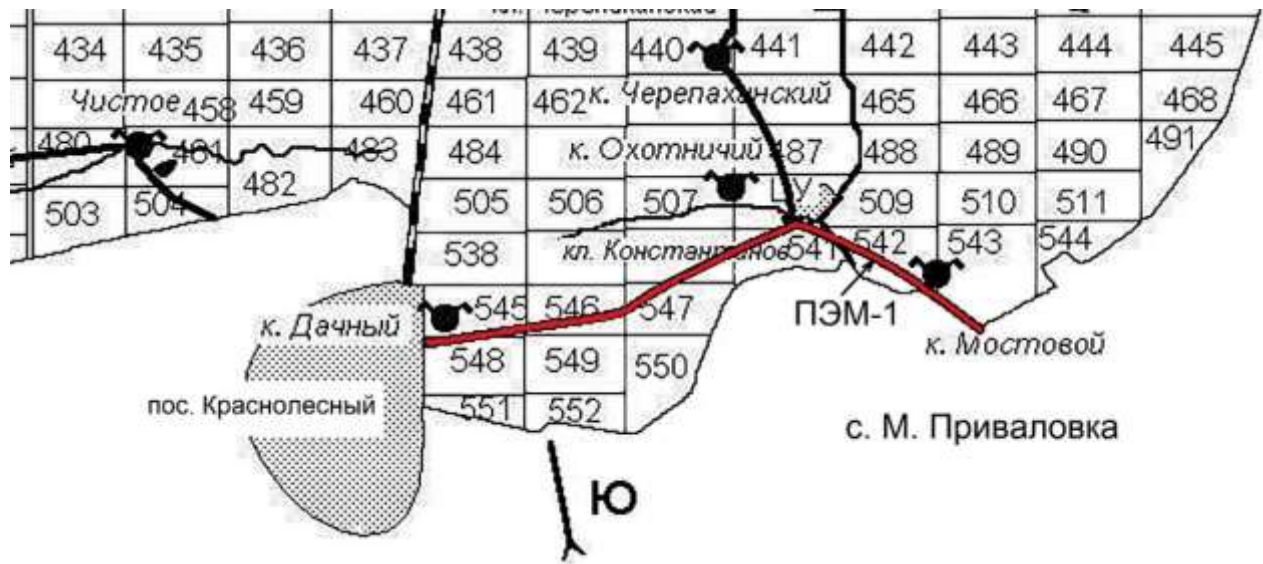 434 435 436 437 438 439 440 441 442 443 444 445
Чистое 458 459 460 461 462 к. Черепаханский 465 466 467 468
480 481 483 484 к. Охотничий 487 488 489 490 491
482
503 504 505 506 507 ЦУ 509 510 511
538 кл. Константинов 541 542 543 544
к. Дачный 545 546 547 ПЭМ-1
548 549 550 к. Мостовой
пос. Краснолесный 551 552 с. М. Приваловка
Ю